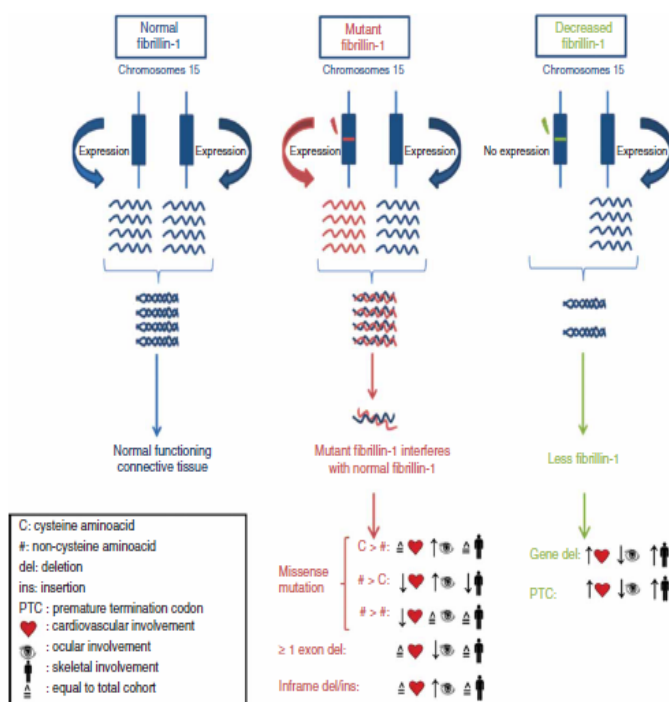 Normal
fibrillin-1
Chromosomes 15
Expression
Expression
Normal functioning
connective tissue
Mutant
fibrillin-1
Chromosomes 15
Expression
Expression
Mutant fibrillin-1 interferes
with normal fibrillin-1
Missense
mutation
C > #: ≙ ↑ ≙
# > C: ↓ ↑ ↓
# > #: ↓ ≙ ≙
≥ 1 exon del: ≙ ↓ ≙
Inframe del/ins: ≙ ↑ ≙
Decreased
fibrillin-1
Chromosomes 15
No expression
Expression
Less fibrillin-1
Gene del: ↑ ↓ ↑
PTC: ↑ ↓ ↑
C: cysteine aminoacid
#: non-cysteine aminoacid
del: deletion
ins: insertion
PTC : premature termination codon
: cardiovascular involvement
: ocular involvement
: skeletal involvement
≙ : equal to total cohort